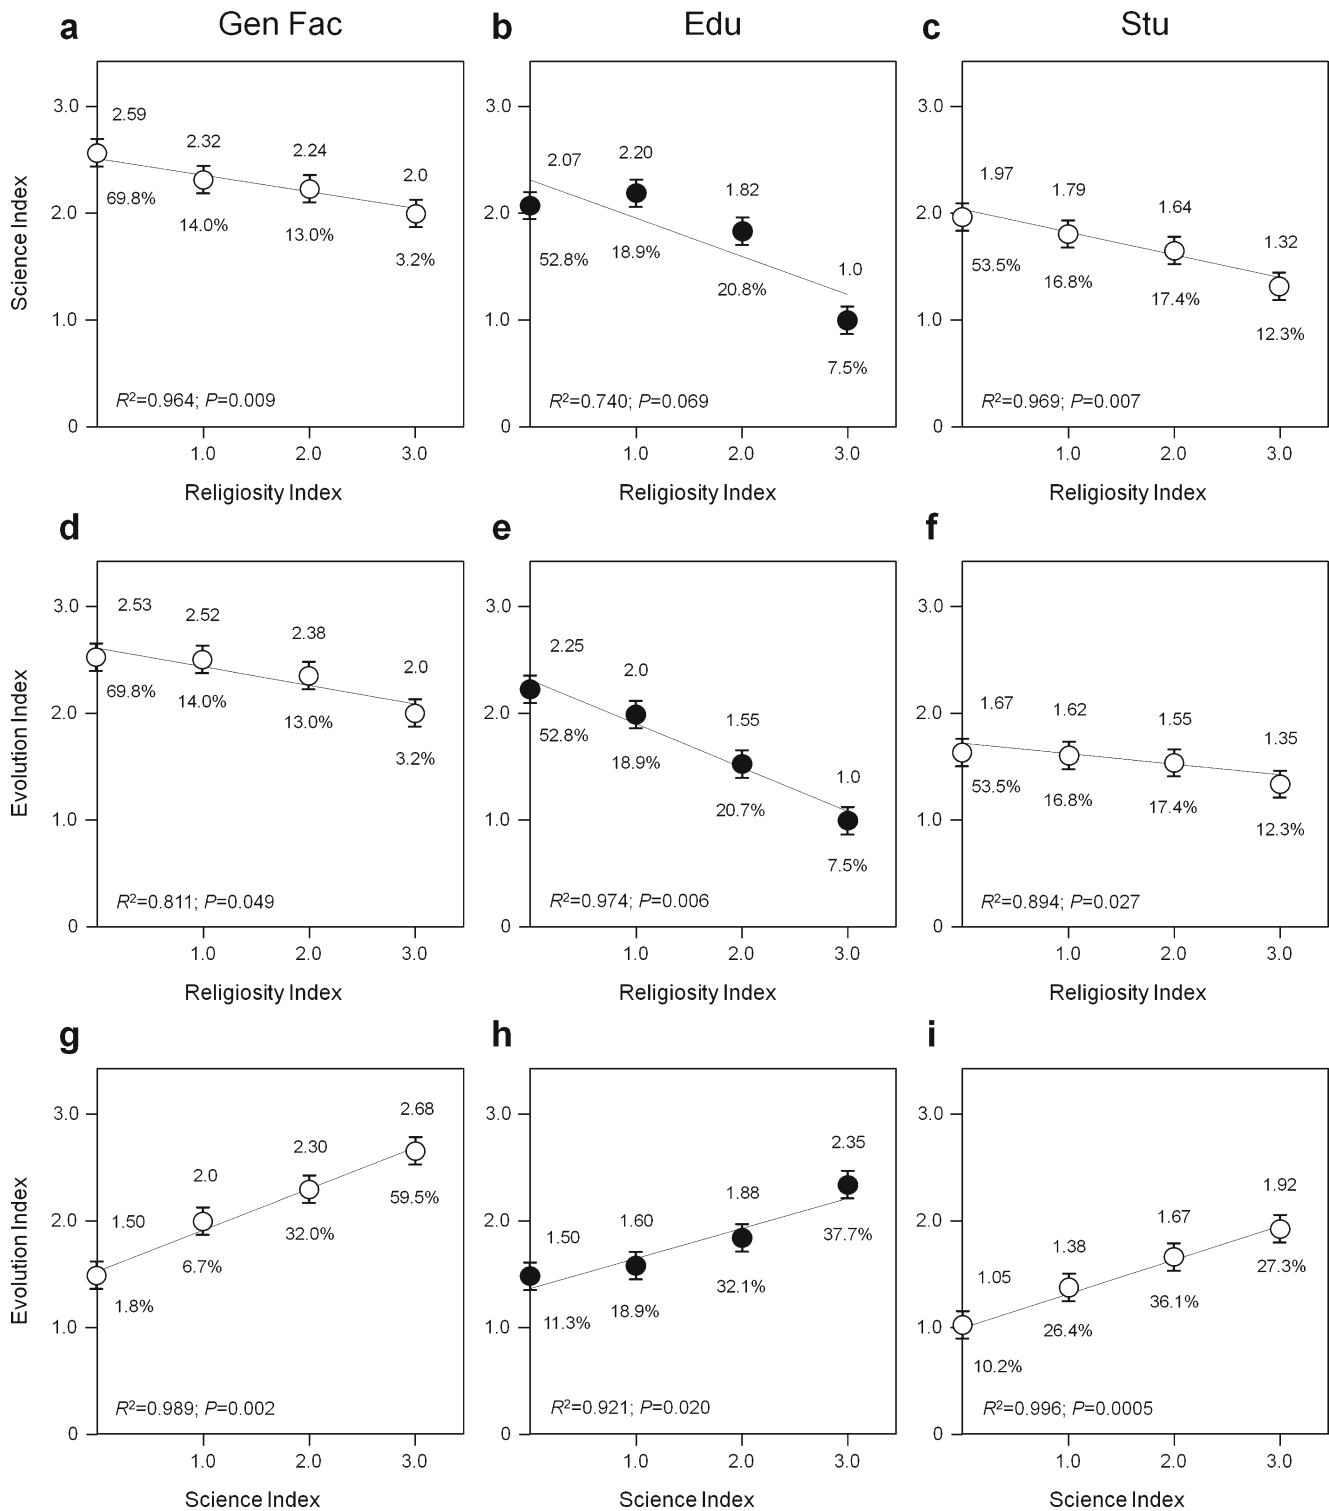 a Gen Fac b Edu c Stu
3.0 3.0 3.0
2.59 2.32 2.24 2.0
2.07 2.20 1.82 1.0
1.97 1.79 1.64 1.32
Science Index
2.0 2.0 2.0
69.8% 14.0% 13.0% 3.2%
52.8% 18.9% 20.8% 7.5%
53.5% 16.8% 17.4% 12.3%
1.0 1.0 1.0
R²=0.964; P=0.009 R²=0.740; P=0.069 R²=0.969; P=0.007
0 0 0
1.0 2.0 3.0 1.0 2.0 3.0 1.0 2.0 3.0
Religiosity Index Religiosity Index Religiosity Index
d e f
3.0 3.0 3.0
2.53 2.52 2.38 2.0
2.25 2.0 1.55 1.0
1.67 1.62 1.55 1.35
Evolution Index
2.0 2.0 2.0
69.8% 14.0% 13.0% 3.2%
52.8% 18.9% 20.7% 7.5%
53.5% 16.8% 17.4% 12.3%
1.0 1.0 1.0
R²=0.811; P=0.049 R²=0.974; P=0.006 R²=0.894; P=0.027
0 0 0
1.0 2.0 3.0 1.0 2.0 3.0 1.0 2.0 3.0
Religiosity Index Religiosity Index Religiosity Index
g h i
3.0 3.0 3.0
1.50 2.0 2.30 2.68
1.50 1.60 1.88 2.35
1.05 1.38 1.67 1.92
Evolution Index
2.0 2.0 2.0
1.8% 6.7% 32.0% 59.5%
11.3% 18.9% 32.1% 37.7%
10.2% 26.4% 36.1% 27.3%
1.0 1.0 1.0
R²=0.989; P=0.002 R²=0.921; P=0.020 R²=0.996; P=0.0005
0 0 0
1.0 2.0 3.0 1.0 2.0 3.0 1.0 2.0 3.0
Science Index Science Index Science Index